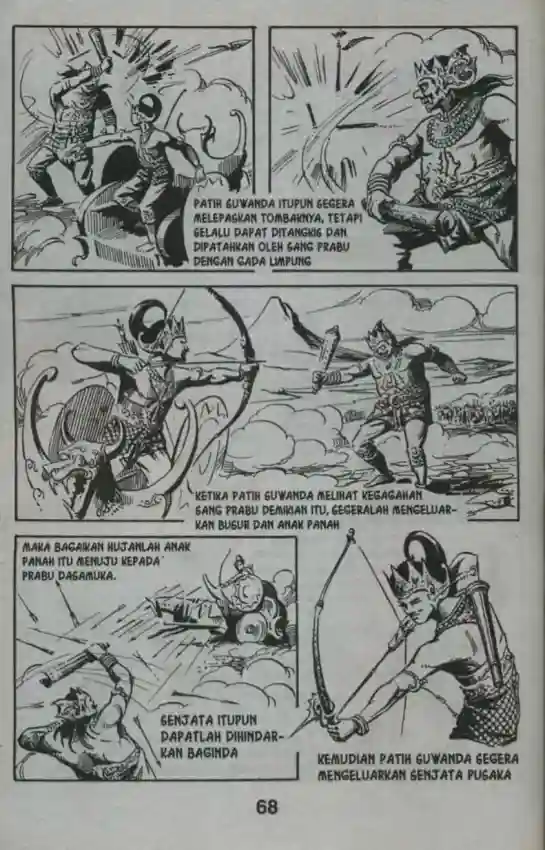 PATIH SUWANDA ITUPUN SEGERA
MELEPASKAN TOMBAKNYA, TETAPI
SELALU DAPAT DITANGKIS DAN
DIPATAHKAN OLEH SANG PRABU
DENGAN GADA LIMPUNG
KETIKA PATIH SUWANDA MELIHAT KEGAGAHAN
SANG PRABU DEMIKIAN ITU, SEGERALAH MENGELUAR-
KAN BUSUR DAN ANAK PANAH
MAKA BAGAIKAN HUJANLAH ANAK
PANAH ITU MENUJU KEPADA
PRABU DASAMUKA.
SENJATA ITUPUN
DAPATLAH DIHINDAR-
KAN BAGINDA
KEMUDIAN PATIH SUWANDA SEGERA
MENGELUARKAN SENJATA PUSAKA
68